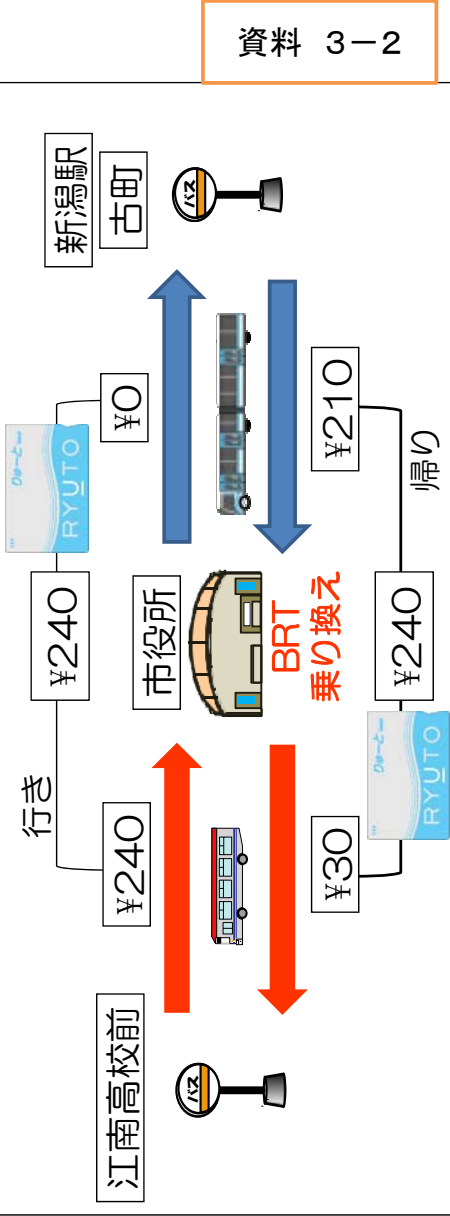 資料 3-2
行き
¥240
¥240
りゅーと
RYUTO
¥0
江南高校前
バス
市役所
BRT
乗り換え
新潟駅
古町
バス
¥30
りゅーと
RYUTO
¥240
¥210
帰り